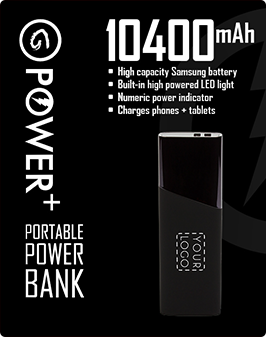 10400mAh
▪ High capacity Samsung battery
▪ Built-in high powered LED light
▪ Numeric power indicator
▪ Charges phones + tablets
POWER+
PORTABLE
POWER
BANK
YOUR
LOGO